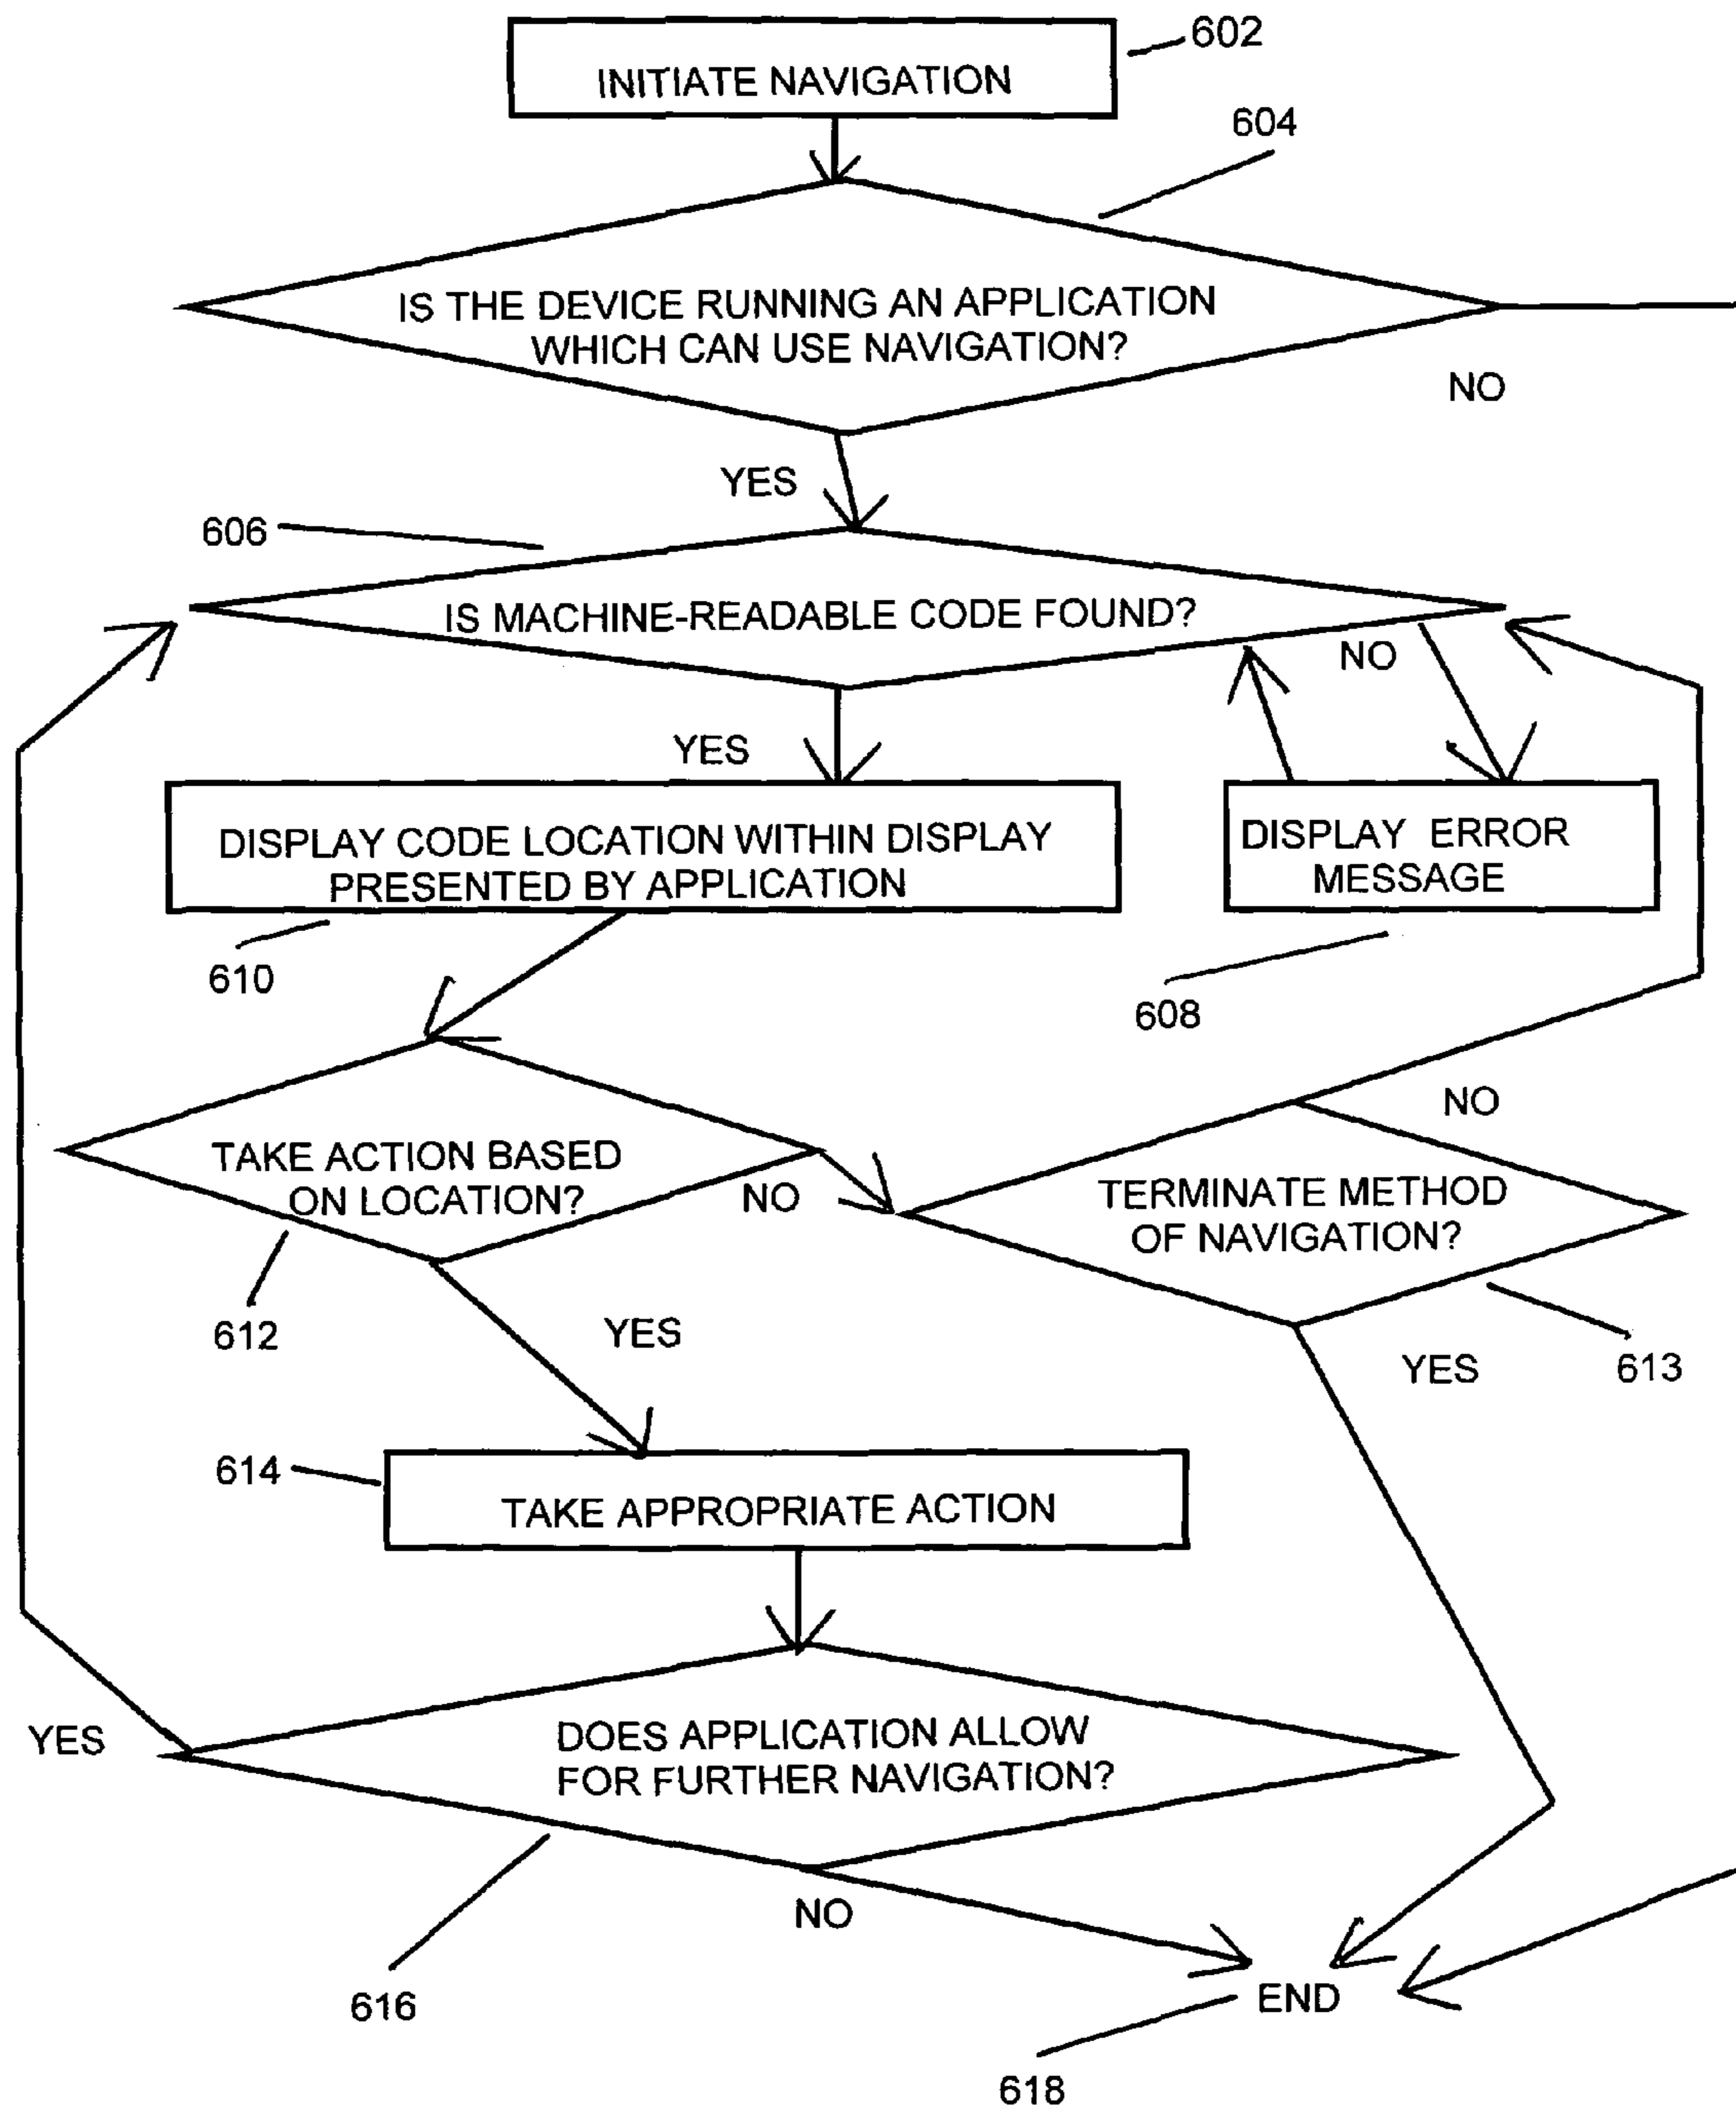 602
INITIATE NAVIGATION
604
IS THE DEVICE RUNNING AN APPLICATION
WHICH CAN USE NAVIGATION?
NO
YES
606
IS MACHINE-READABLE CODE FOUND?
NO
YES
DISPLAY CODE LOCATION WITHIN DISPLAY
PRESENTED BY APPLICATION
DISPLAY ERROR
MESSAGE
610
608
NO
TAKE ACTION BASED
ON LOCATION?
NO
TERMINATE METHOD
OF NAVIGATION?
612
YES
YES
613
614
TAKE APPROPRIATE ACTION
YES
DOES APPLICATION ALLOW
FOR FURTHER NAVIGATION?
NO
616
END
618